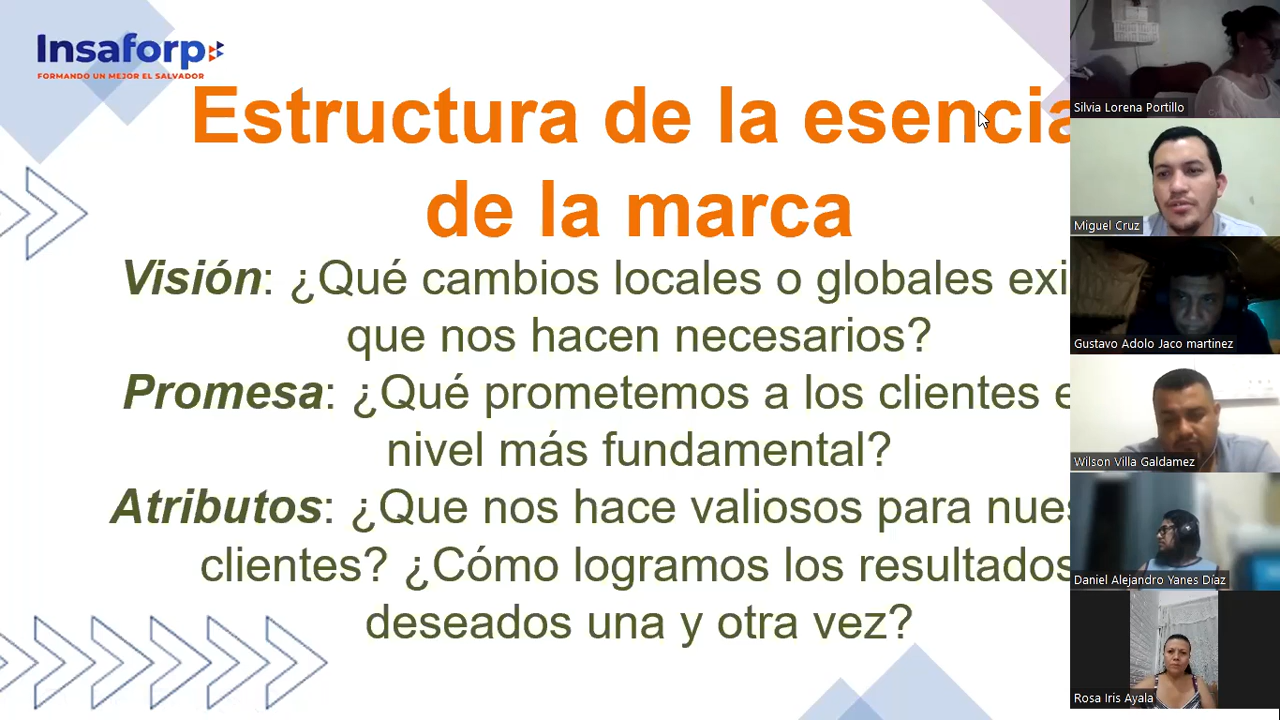 Insaforp
FORMANDO UN MEJOR EL SALVADOR
Estructura de la esencia
de la marca
Visión: ¿Qué cambios locales o globales exi
que nos hacen necesarios?
Promesa: ¿Qué prometemos a los clientes e
nivel más fundamental?
Atributos: ¿Que nos hace valiosos para nues
clientes? ¿Cómo logramos los resultados
deseados una y otra vez?
Silvia Lorena Portillo
Miguel Cruz
Gustavo Adolo Jaco martinez
Wilson Villa Galdamez
Daniel Alejandro Yanes Díaz
Rosa Iris Ayala